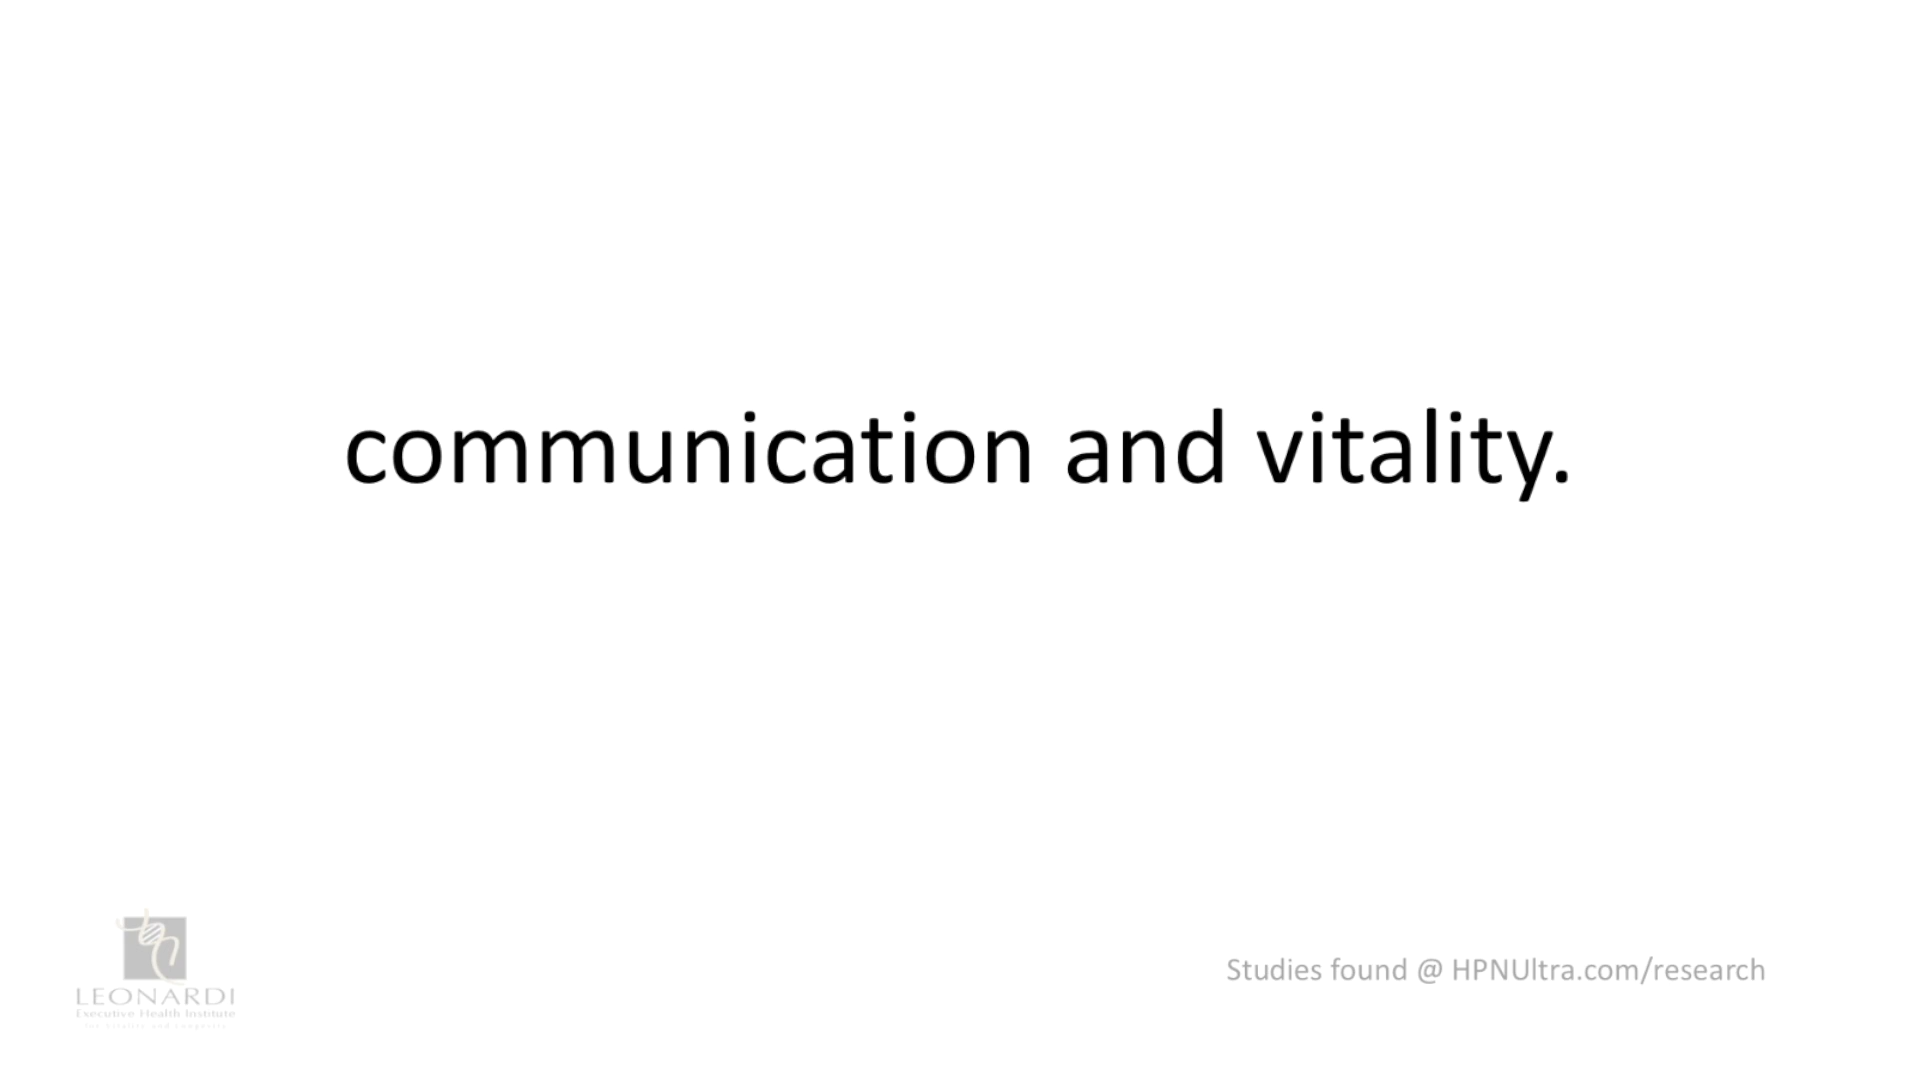 communication and vitality.
Studies found @ HPNUltra.com/research
LEONARDI
Executive Health Institute